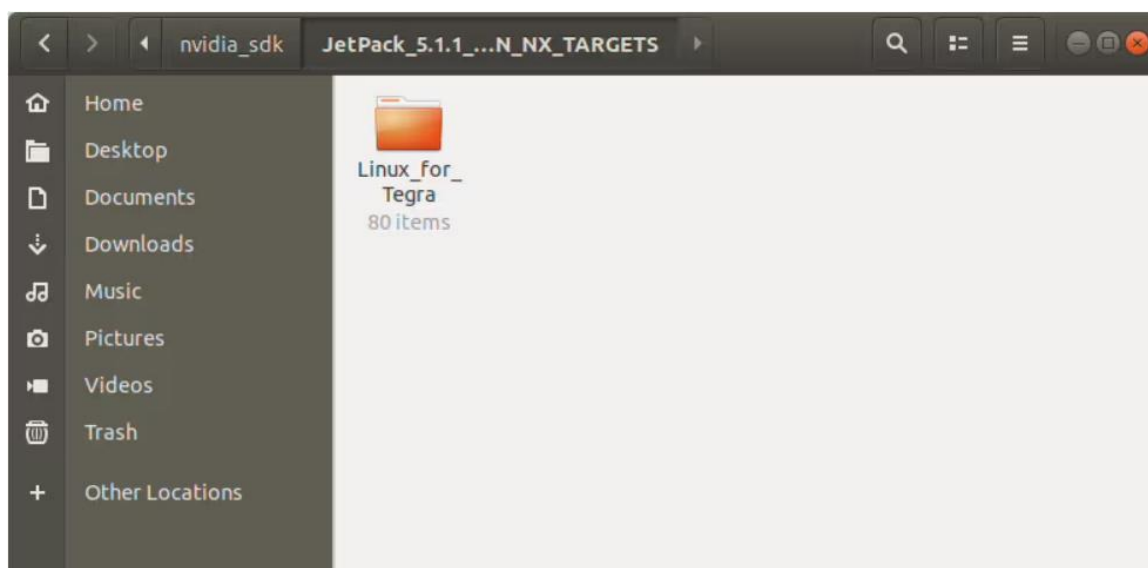 nvidia_sdk
JetPack_5.1.1_...N_NX_TARGETS
Home
Desktop
Documents
Downloads
Music
Pictures
Videos
Trash
Other Locations
Linux_for_
Tegra
80 items